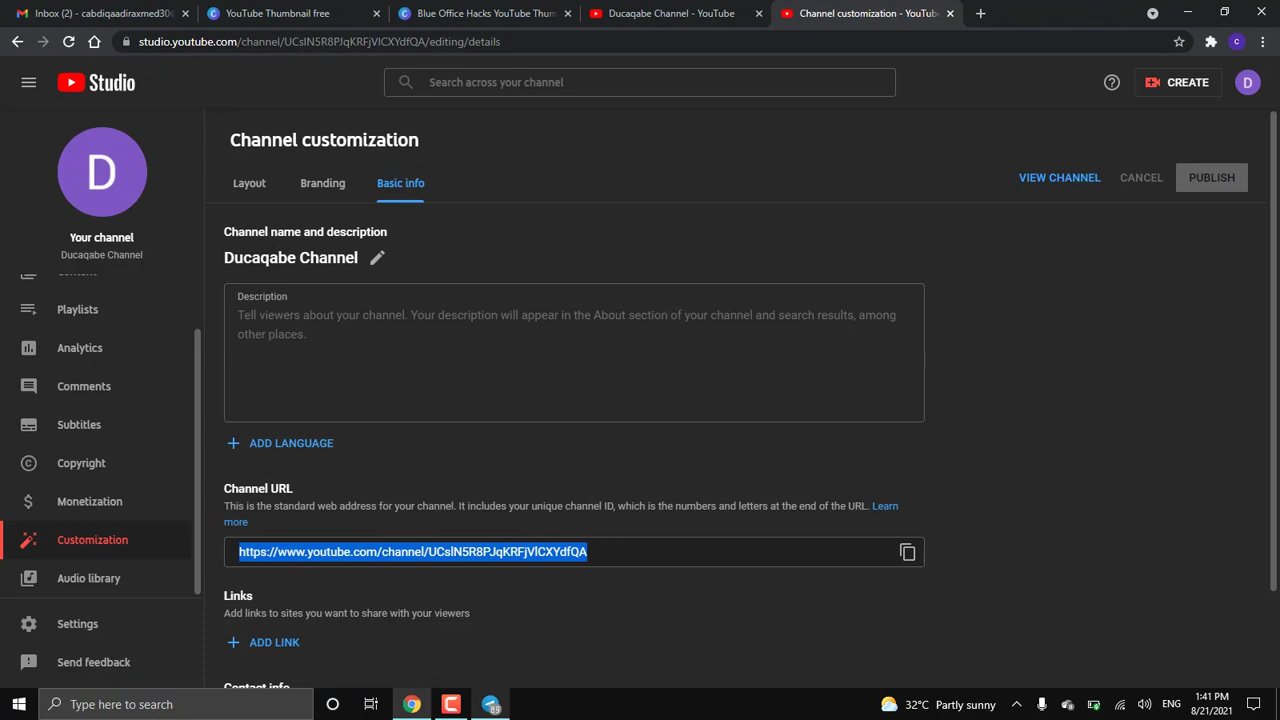 Inbox - cabdiqaadiraxmed30@
YouTube Thumbnail free
Blue Office Hacks YouTube Thum
Ducaqabe Channel - YouTube
Channel customization - YouTube
studio.youtube.com/channel/UCslN5R8PJqKRFjVlCXYdfQA/editing/details
C
Studio
Search across your channel
CREATE
D
D
Your channel
Ducaqabe Channel
Content
Playlists
Analytics
Comments
Subtitles
Copyright
Monetization
Customization
Audio library
Settings
Send feedback
Channel customization
Layout
Branding
Basic info
VIEW CHANNEL
CANCEL
PUBLISH
Channel name and description
Ducaqabe Channel
Description
Tell viewers about your channel. Your description will appear in the About section of your channel and search results, among
other places.
ADD LANGUAGE
Channel URL
This is the standard web address for your channel. It includes your unique channel ID, which is the numbers and letters at the end of the URL. Learn
more
https://www.youtube.com/channel/UCslN5R8PJqKRFjVlCXYdfQA
Links
Add links to sites you want to share with your viewers
ADD LINK
Contact info
Type here to search
89
32°C Partly sunny
ENG
1:41 PM
8/21/2021